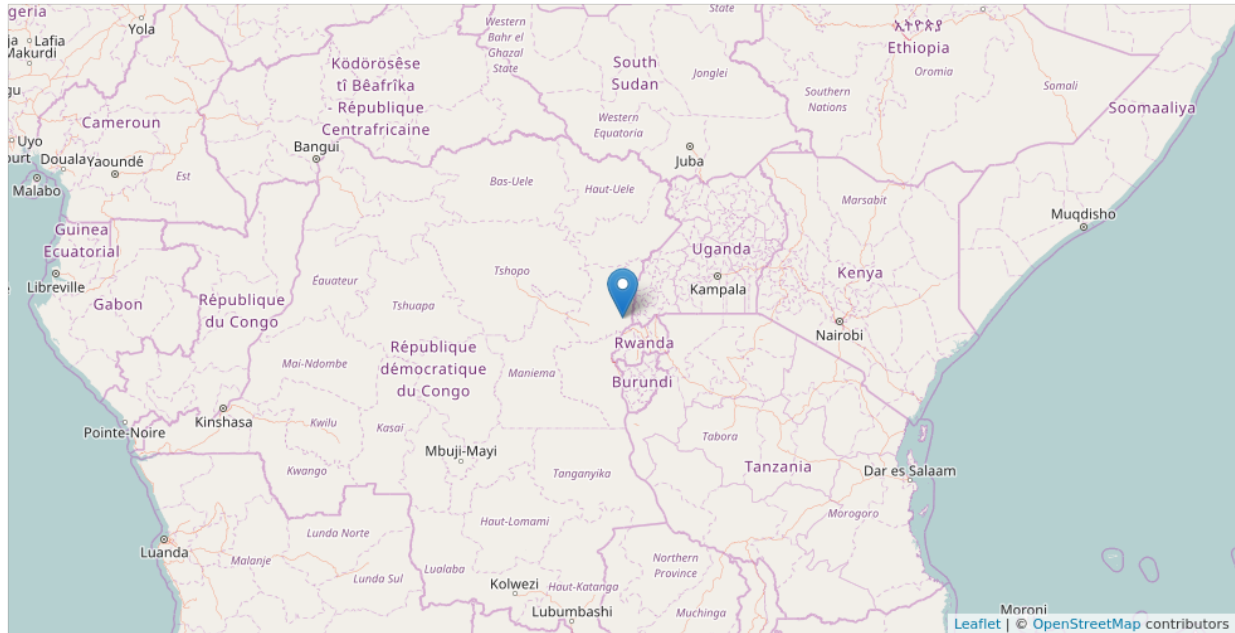 geria
Yola
ja
Lafia
Makurdi
gu
Uyo
ourt
Douala
Yaoundé
Malabo
Cameroun
Est
Ködörösêse
tî Bêafrîka
- République
Centrafricaine
Bangui
Western
Bahr el
Ghazal
State
South
Sudan
State
Jonglei
Western
Equatoria
Juba
ኢትዮጵያ
Ethiopia
Oromia
Southern
Nations
Somali
Soomaaliya
Muqdisho
Guinea
Ecuatorial
Libreville
Gabon
République
du Congo
Bas-Uele
Haut-Uele
Tshopo
Équateur
Tshuapa
Uganda
Kampala
Marsabit
Kenya
Nairobi
Rwanda
Burundi
République
démocratique
du Congo
Mai-Ndombe
Maniema
Kinshasa
Pointe-Noire
Kwilu
Kasaï
Kwango
Mbuji-Mayi
Tanganyika
Tabora
Tanzania
Dar es Salaam
Morogoro
Luanda
Malanje
Lunda Norte
Lunda Sul
Lualaba
Haut-Lomami
Kolwezi
Haut-Katanga
Lubumbashi
Northern
Province
Muchinga
Moroni
Leaflet | © OpenStreetMap contributors